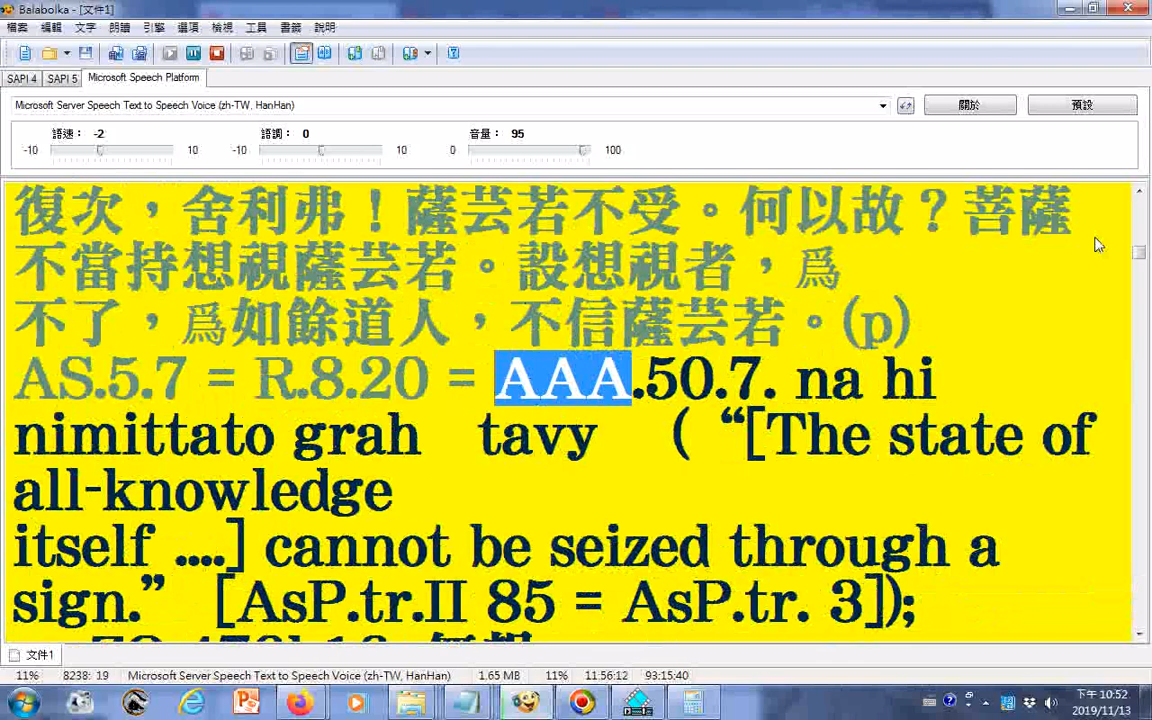 Balabolka - [文件1]
檔案 編輯 文字 朗讀 引擎 選項 檢視 工具 書籤 說明
SAPI 4 SAPI 5 Microsoft Speech Platform
Microsoft Server Speech Text to Speech Voice (zh-TW, HanHan) 關於 預設
語速： -2 語調： 0 音量： 95
-10 10 -10 10 0 100
復次，舍利弗！薩芸若不受。何以故？菩薩
不當持想視薩芸若。設想視者，爲
不了，爲如餘道人，不信薩芸若。(p)
AS.5.7 = R.8.20 = AAA.50.7. na hi
nimittato grah tavy ( “[The state of
all-knowledge
itself ....] cannot be seized through a
sign.” [AsP.tr.II 85 = AsP.tr. 3]);
文件1
11% 8238: 19 Microsoft Server Speech Text to Speech Voice (zh-TW, HanHan) 1.65 MB 11% 11:56:12 93:15:40
下午 10:52
2019/11/13